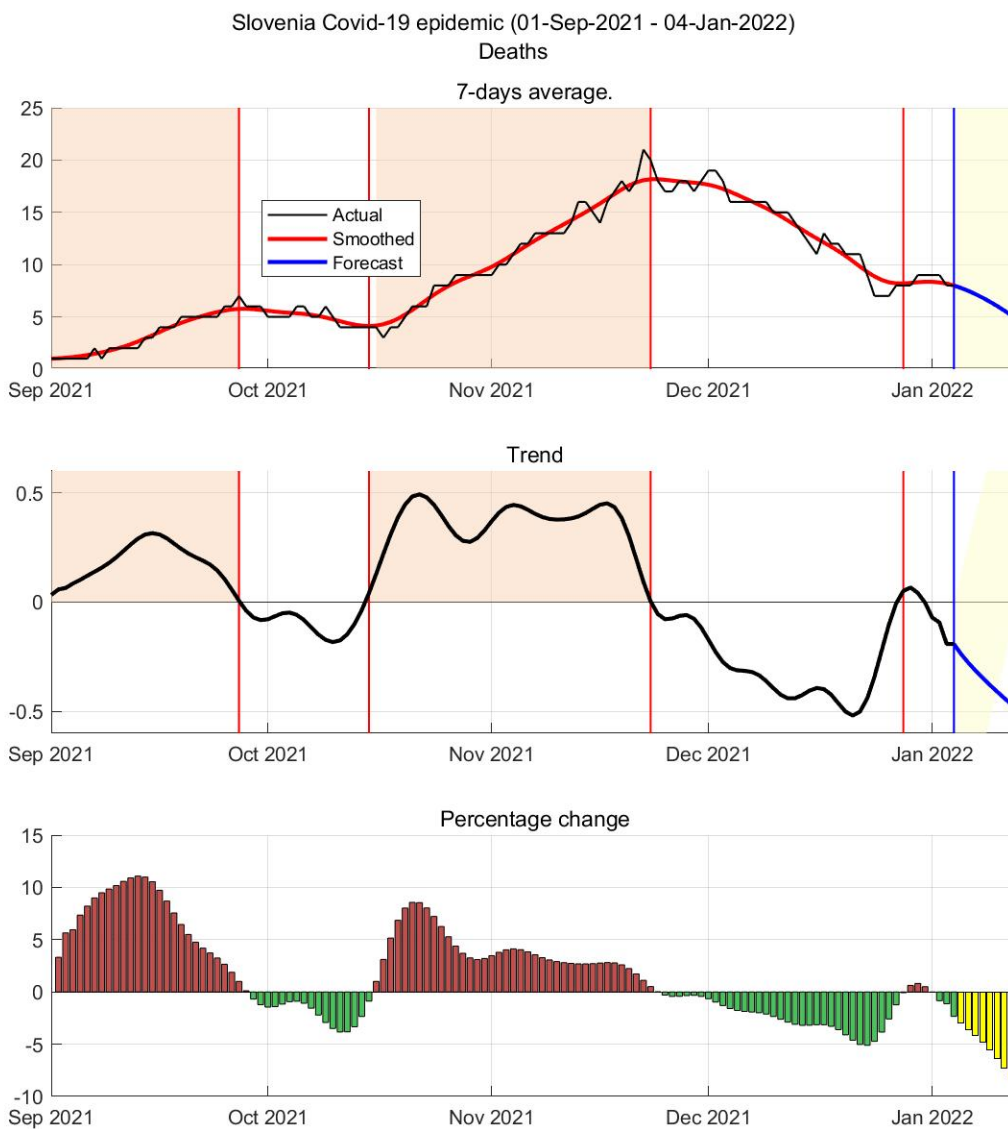 Slovenia Covid-19 epidemic (01-Sep-2021 - 04-Jan-2022)
Deaths
7-days average.
25
20
15
10
5
0
Actual
Smoothed
Forecast
Sep 2021 Oct 2021 Nov 2021 Dec 2021 Jan 2022
Trend
0.5
0
-0.5
Sep 2021 Oct 2021 Nov 2021 Dec 2021 Jan 2022
Percentage change
15
10
5
0
-5
-10
Sep 2021 Oct 2021 Nov 2021 Dec 2021 Jan 2022